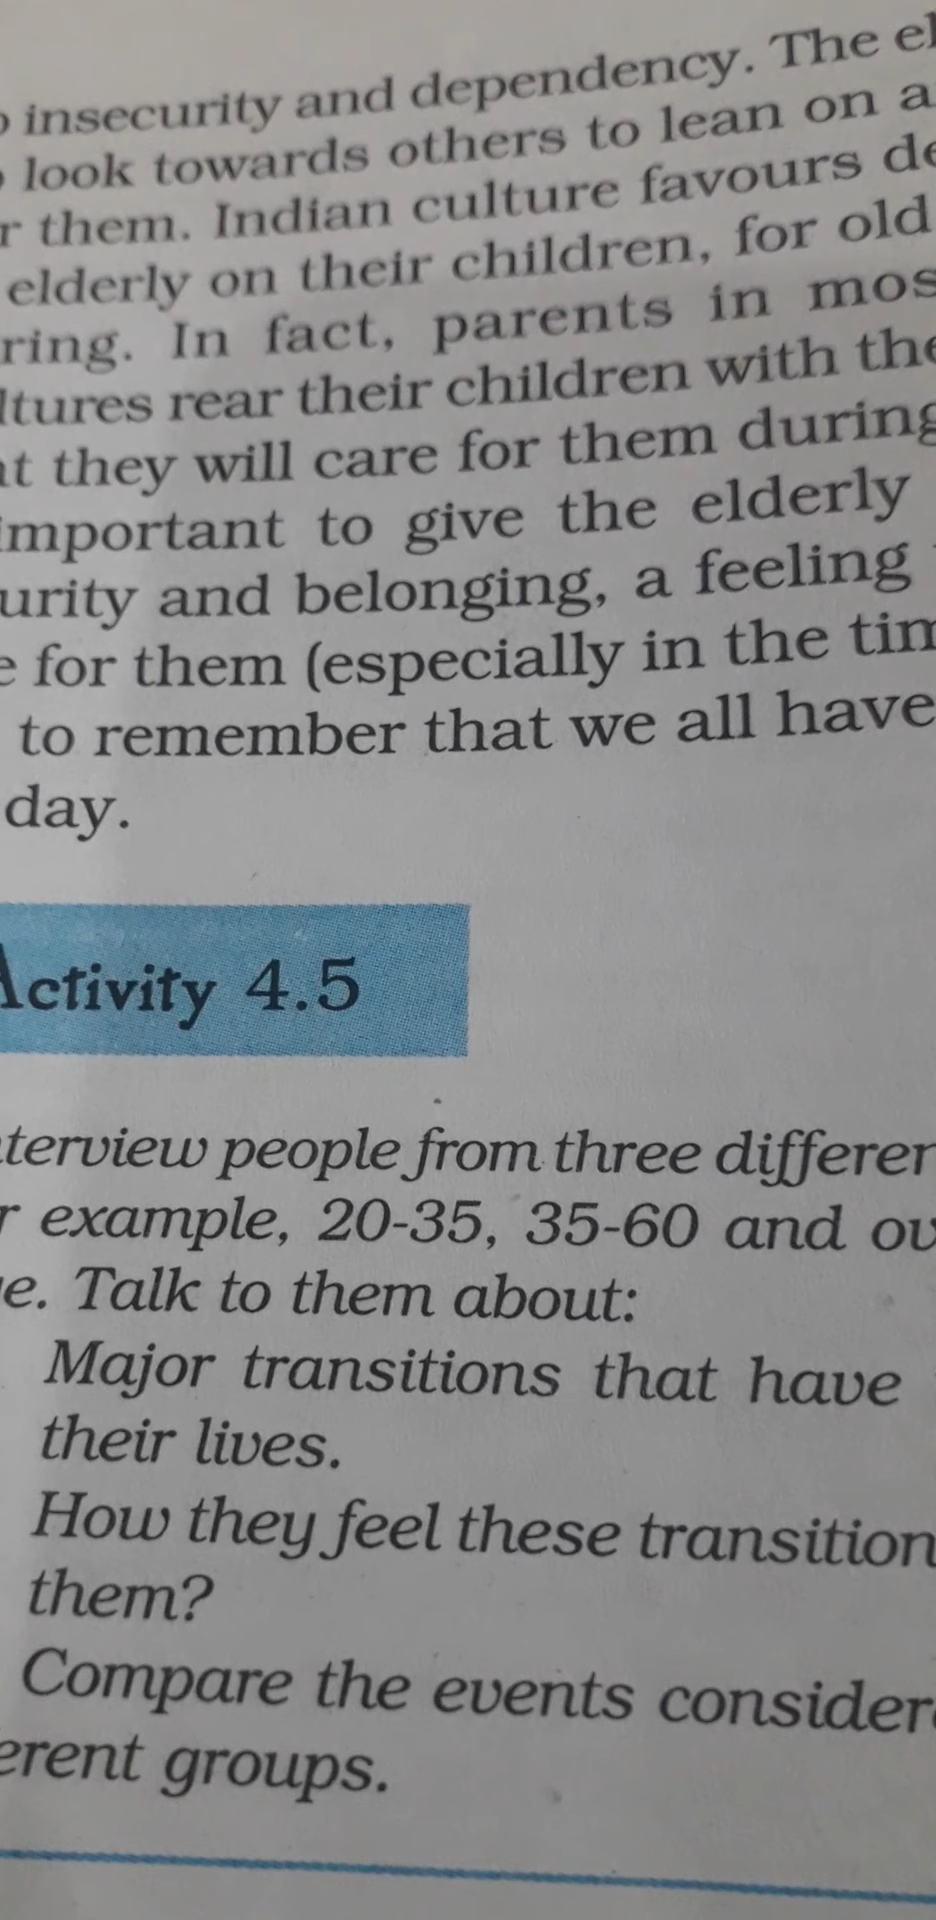 insecurity and dependency. The el
look towards others to lean on a
r them. Indian culture favours de
elderly on their children, for old
ring. In fact, parents in mos
ltures rear their children with the
at they will care for them during
important to give the elderly
urity and belonging, a feeling
e for them (especially in the tim
to remember that we all have
day.
Activity 4.5
terview people from three differen
r example, 20-35, 35-60 and ov
e. Talk to them about:
Major transitions that have
their lives.
How they feel these transition
them?
Compare the events consider
erent groups.